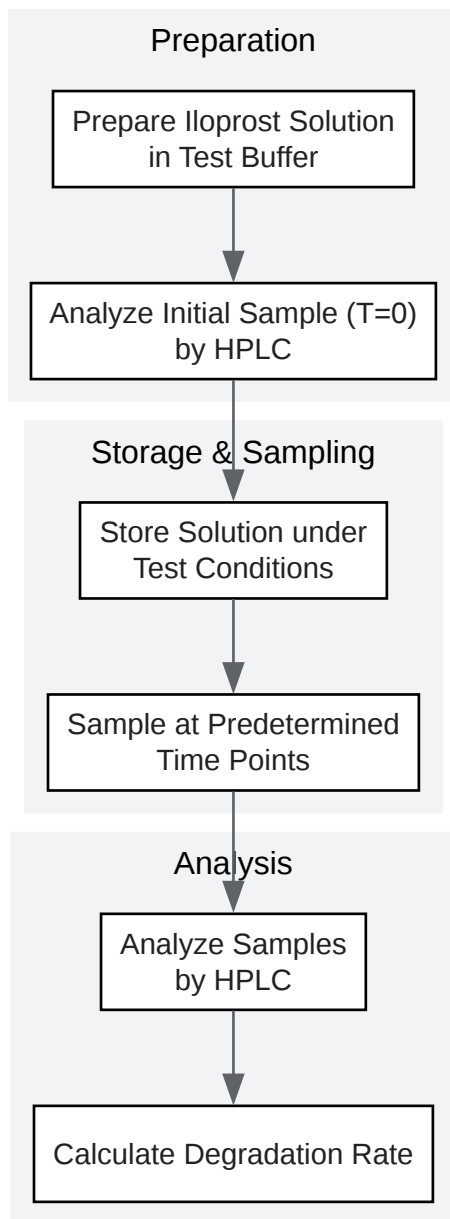 Preparation
Prepare Iloprost Solution
in Test Buffer
Analyze Initial Sample (T=0)
by HPLC
Storage & Sampling
Store Solution under
Test Conditions
Sample at Predetermined
Time Points
Analysis
Analyze Samples
by HPLC
Calculate Degradation Rate